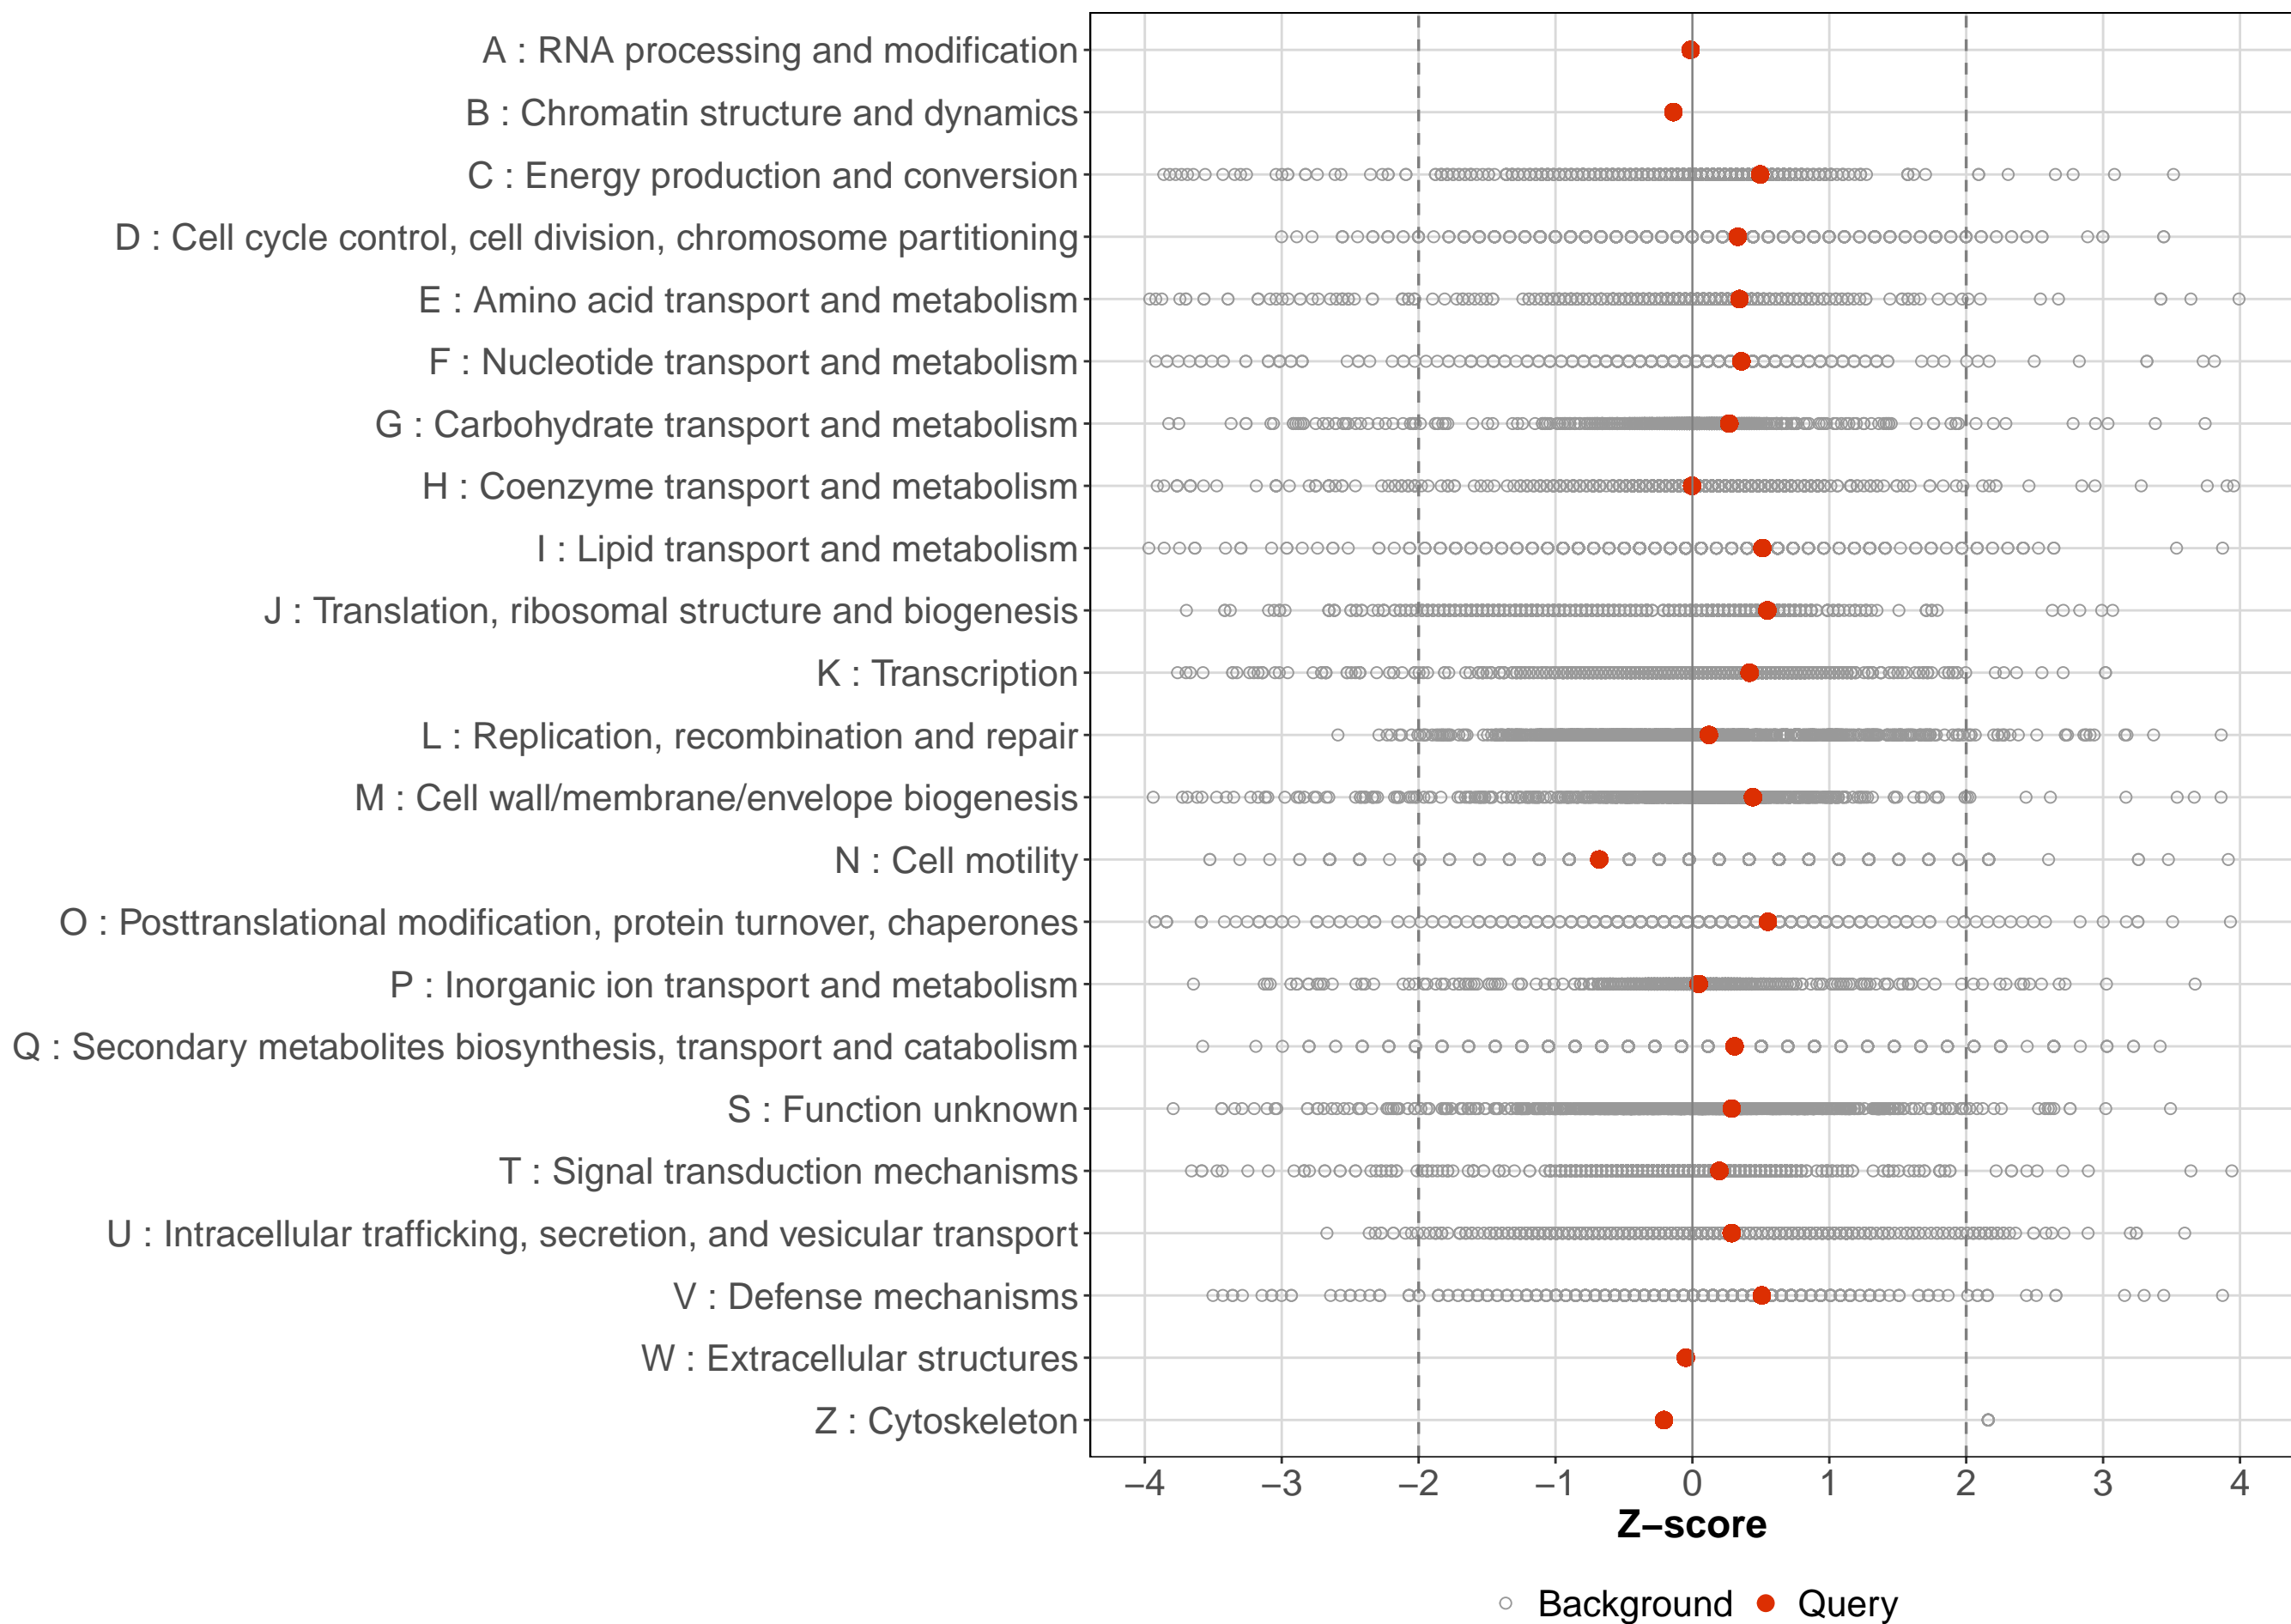 A : RNA processing and modification
B : Chromatin structure and dynamics
C : Energy production and conversion
D : Cell cycle control, cell division, chromosome partitioning
E : Amino acid transport and metabolism
F : Nucleotide transport and metabolism
G : Carbohydrate transport and metabolism
H : Coenzyme transport and metabolism
I : Lipid transport and metabolism
J : Translation, ribosomal structure and biogenesis
K : Transcription
L : Replication, recombination and repair
M : Cell wall/membrane/envelope biogenesis
N : Cell motility
O : Posttranslational modification, protein turnover, chaperones
P : Inorganic ion transport and metabolism
Q : Secondary metabolites biosynthesis, transport and catabolism
S : Function unknown
T : Signal transduction mechanisms
U : Intracellular trafficking, secretion, and vesicular transport
V : Defense mechanisms
W : Extracellular structures
Z : Cytoskeleton
−4 −3 −2 −1 0 1 2 3 4
Z−score
Background Query